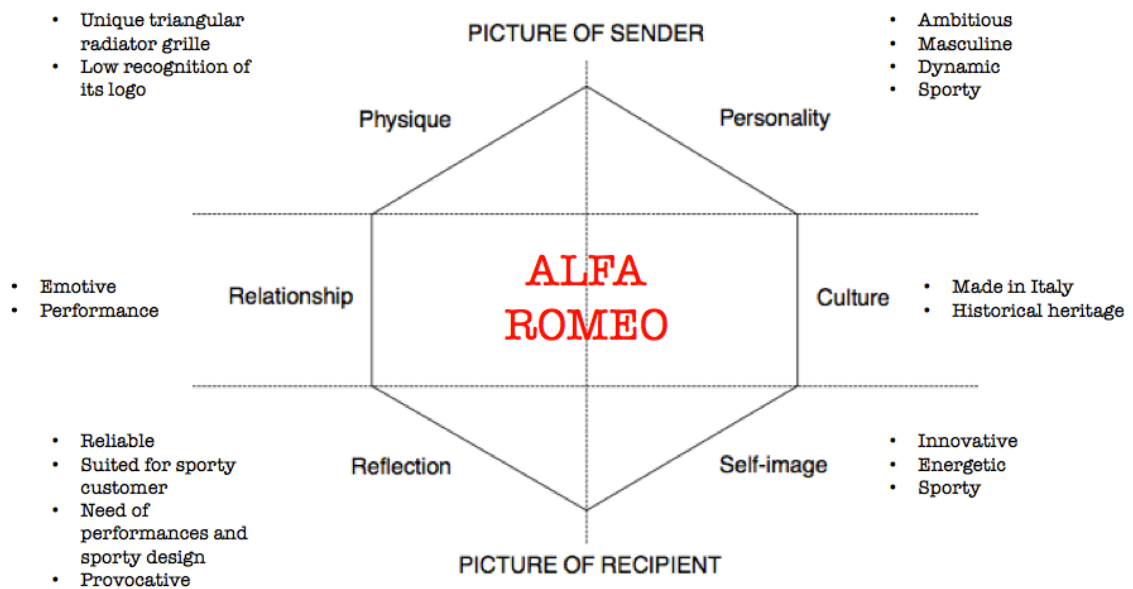 • Unique triangular
radiator grille
• Low recognition of
its logo
PICTURE OF SENDER
• Ambitious
• Masculine
• Dynamic
• Sporty
Physique
Personality
• Emotive
• Performance
Relationship
ALFA
ROMEO
Culture
• Made in Italy
• Historical heritage
• Reliable
• Suited for sporty
customer
• Need of
performances and
sporty design
• Provocative
Reflection
Self-image
• Innovative
• Energetic
• Sporty
PICTURE OF RECIPIENT